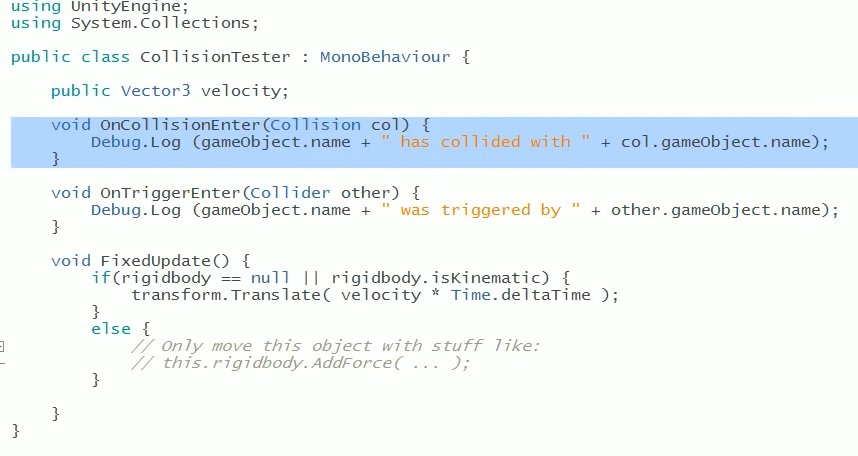 using UnityEngine;
using System.Collections;
public class CollisionTester : MonoBehaviour {
public Vector3 velocity;
void OnCollisionEnter(Collision col) {
Debug.Log (gameObject.name + " has collided with " + col.gameObject.name);
}
void OnTriggerEnter(Collider other) {
Debug.Log (gameObject.name + " was triggered by " + other.gameObject.name);
}
void FixedUpdate() {
if(rigidbody == null || rigidbody.isKinematic) {
transform.Translate( velocity * Time.deltaTime );
}
else {
// Only move this object with stuff like:
// this.rigidbody.AddForce( ... );
}
}
}